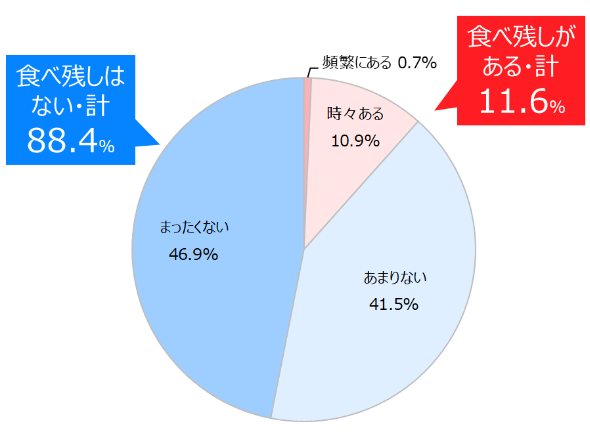 食べ残しは
ない・計
88.4%
食べ残しが
ある・計
11.6%
頻繁にある 0.7%
時々ある
10.9%
あまりない
41.5%
まったくない
46.9%